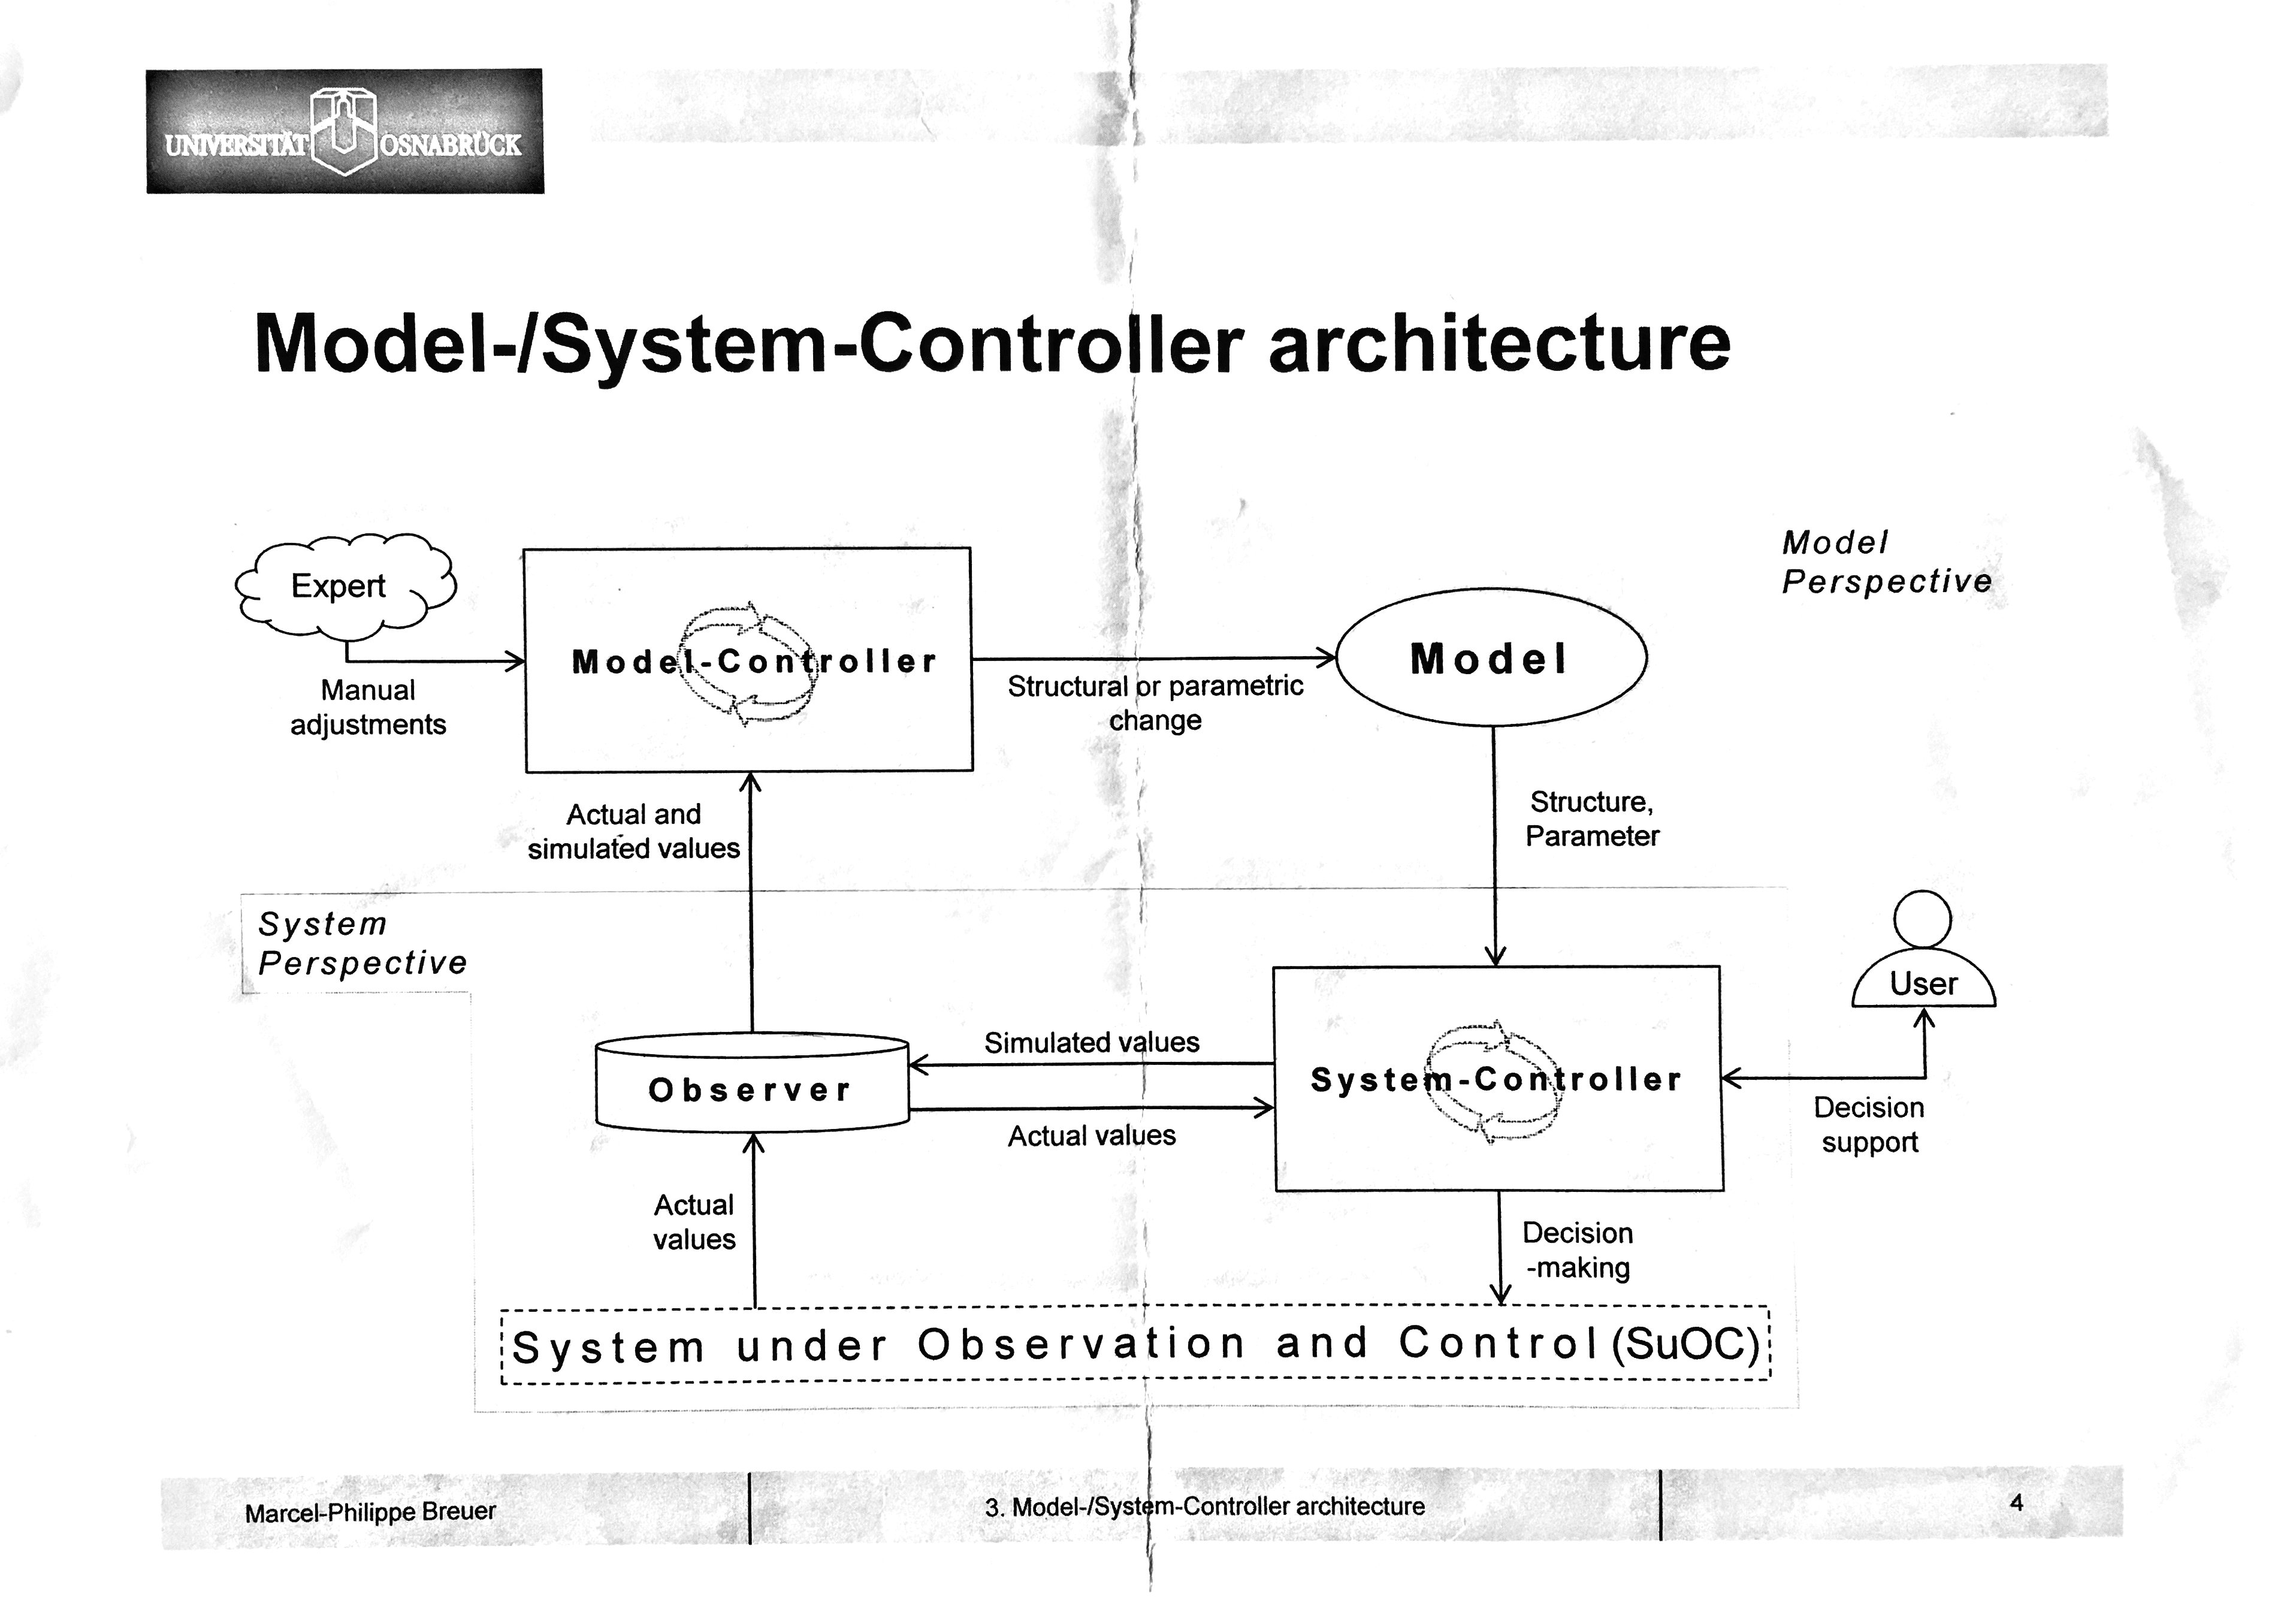 UNIVERSITÄT OSNABRÜCK
Model-/System-Controller architecture
Expert
Manual
adjustments
Model-Controller
Structural or parametric
change
Model
Model
Perspective
Actual and
simulated values
Structure,
Parameter
System
Perspective
User
Observer
Simulated values
Actual values
System-Controller
Decision
support
Actual
values
Decision
-making
System under Observation and Control (SuOC)
Marcel-Philippe Breuer
3. Model-/System-Controller architecture
4